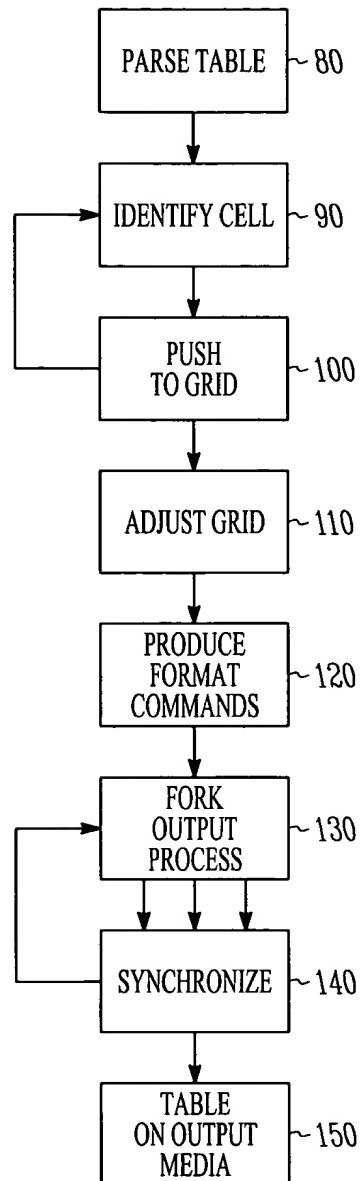 PARSE TABLE
80
IDENTIFY CELL
90
PUSH
TO GRID
100
ADJUST GRID
110
PRODUCE
FORMAT
COMMANDS
120
FORK
OUTPUT
PROCESS
130
SYNCHRONIZE
140
TABLE
ON OUTPUT
MEDIA
150